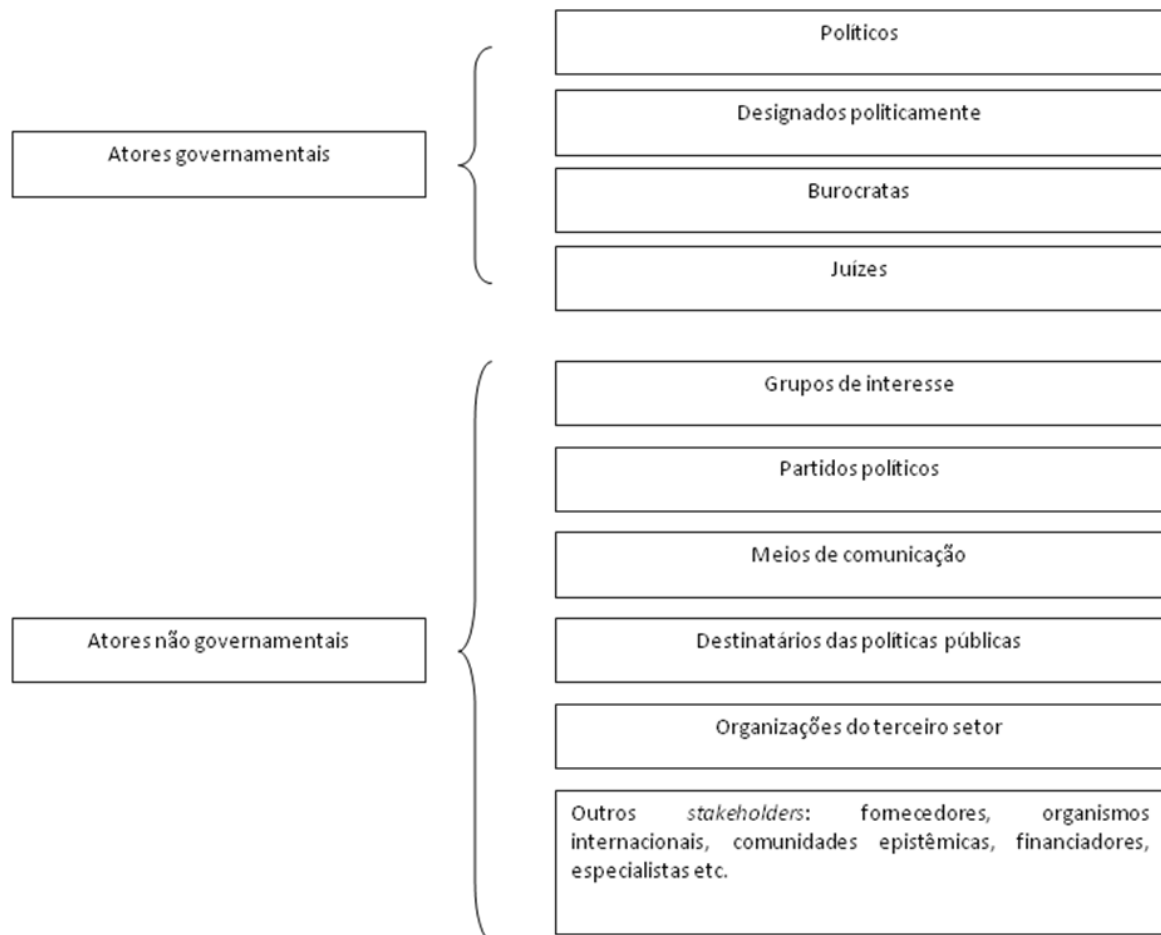 Políticos
Designados politicamente
Atores governamentais
Burocratas
Juízes
Grupos de interesse
Partidos políticos
Meios de comunicação
Atores não governamentais
Destinatários das políticas públicas
Organizações do terceiro setor
Outros stakeholders: fornecedores, organismos
internacionais, comunidades epistêmicas, financiadores,
especialistas etc.